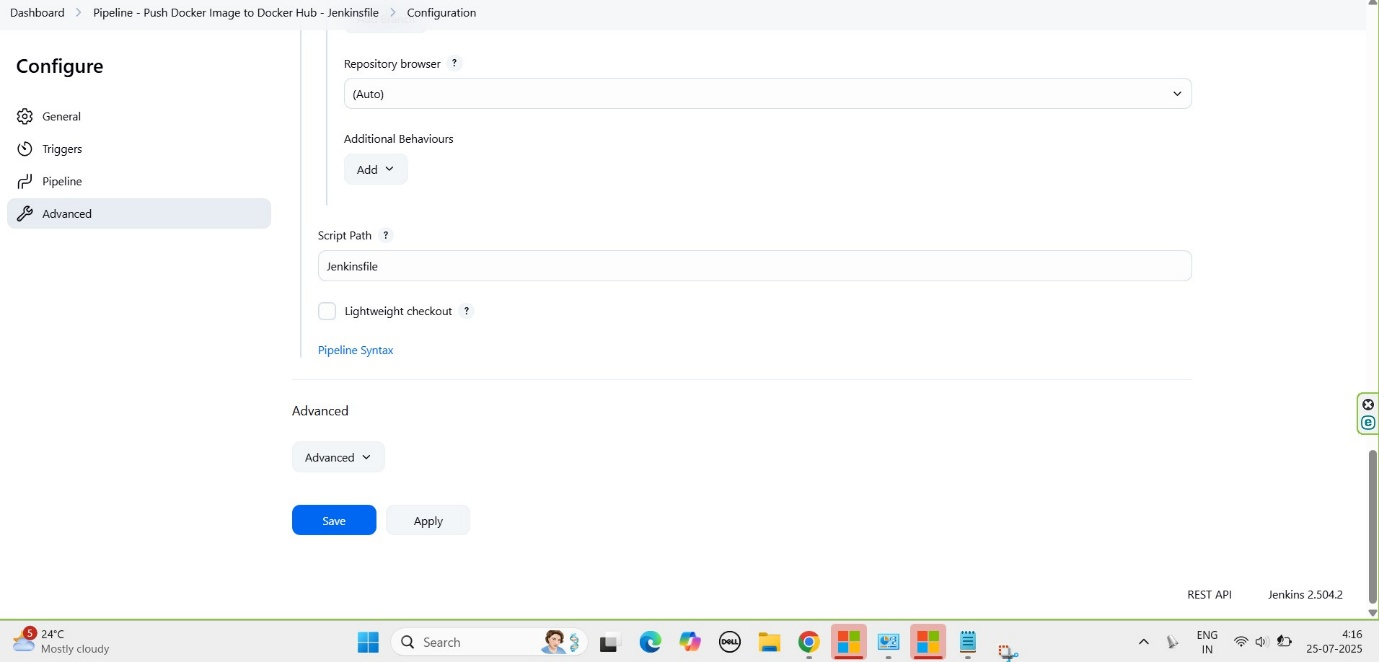 Dashboard > Pipeline - Push Docker Image to Docker Hub - Jenkinsfile > Configuration
Configure
General
Triggers
Pipeline
Advanced
Repository browser ?
(Auto)
Additional Behaviours
Add
Script Path ?
Jenkinsfile
Lightweight checkout ?
Pipeline Syntax
Advanced
Advanced
Save Apply
REST API Jenkins 2.504.2
5
24°C
Mostly cloudy
Search
DELL
ENG
IN
4:16
25-07-2025